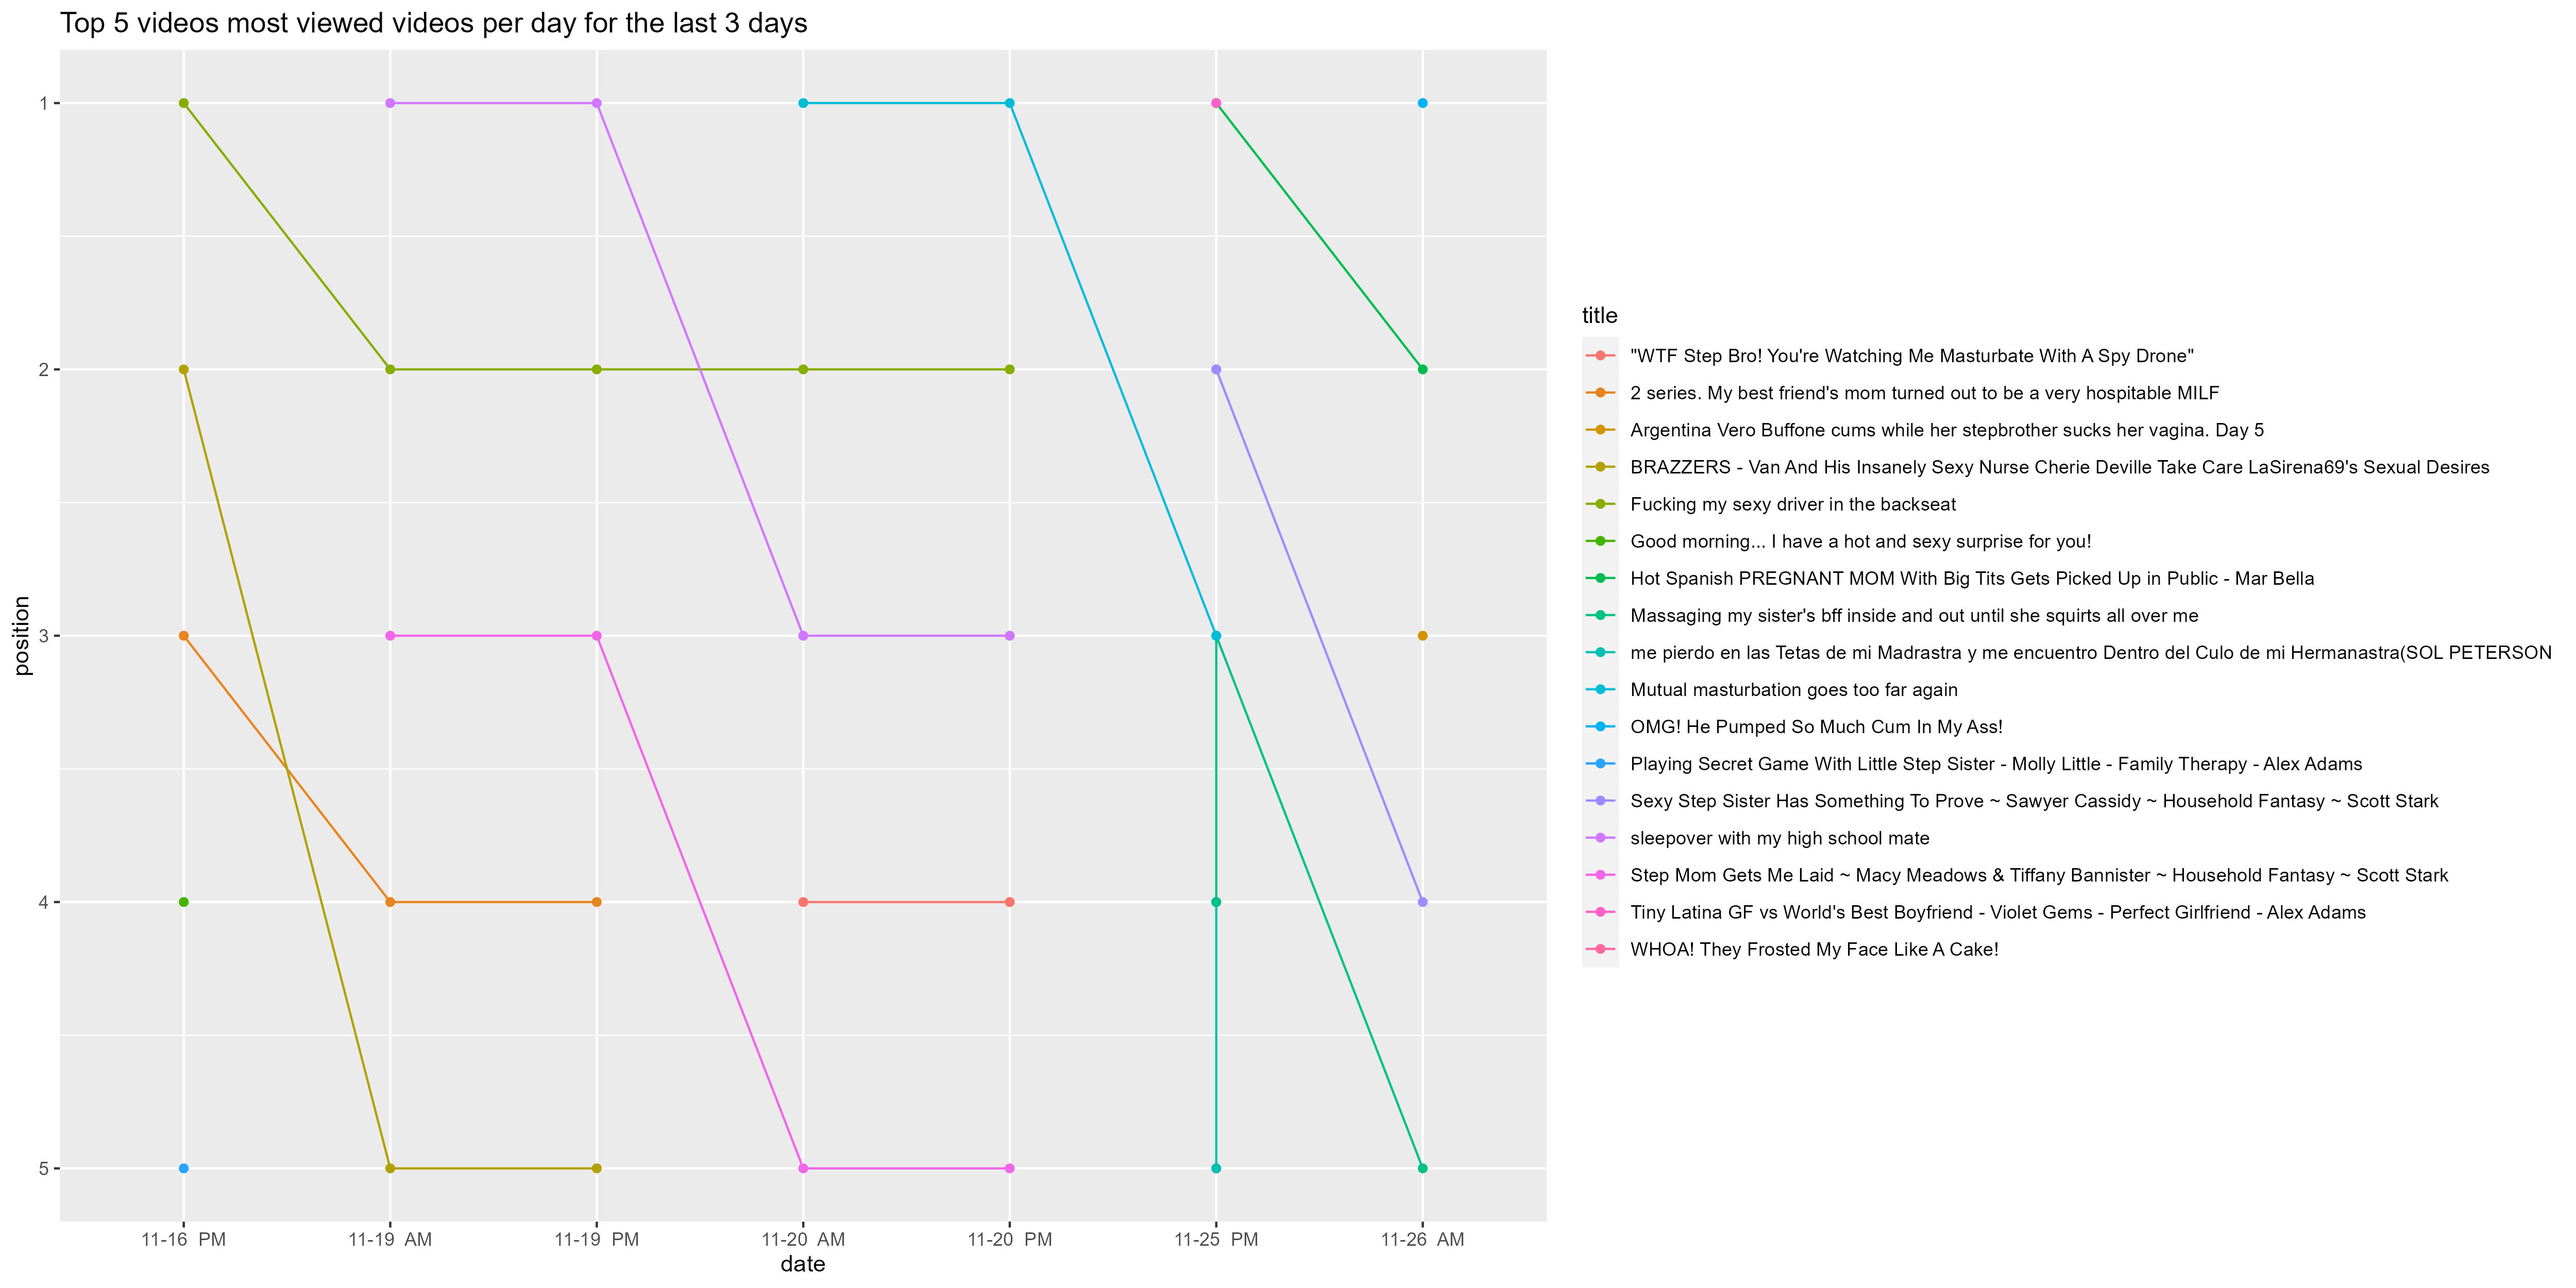 Top 5 videos most viewed videos per day for the last 3 days
position
1
2
3
4
5
11-16 PM
11-19 AM
11-19 PM
11-20 AM
11-20 PM
11-25 PM
11-26 AM
date
title
"WTF Step Bro! You're Watching Me Masturbate With A Spy Drone"
2 series. My best friend's mom turned out to be a very hospitable MILF
Argentina Vero Buffone cums while her stepbrother sucks her vagina. Day 5
BRAZZERS - Van And His Insanely Sexy Nurse Cherie Deville Take Care LaSirena69's Sexual Desires
Fucking my sexy driver in the backseat
Good morning... I have a hot and sexy surprise for you!
Hot Spanish PREGNANT MOM With Big Tits Gets Picked Up in Public - Mar Bella
Massaging my sister's bff inside and out until she squirts all over me
me pierdo en las Tetas de mi Madrastra y me encuentro Dentro del Culo de mi Hermanastra(SOL PETERSON
Mutual masturbation goes too far again
OMG! He Pumped So Much Cum In My Ass!
Playing Secret Game With Little Step Sister - Molly Little - Family Therapy - Alex Adams
Sexy Step Sister Has Something To Prove ~ Sawyer Cassidy ~ Household Fantasy ~ Scott Stark
sleepover with my high school mate
Step Mom Gets Me Laid ~ Macy Meadows & Tiffany Bannister ~ Household Fantasy ~ Scott Stark
Tiny Latina GF vs World's Best Boyfriend - Violet Gems - Perfect Girlfriend - Alex Adams
WHOA! They Frosted My Face Like A Cake!